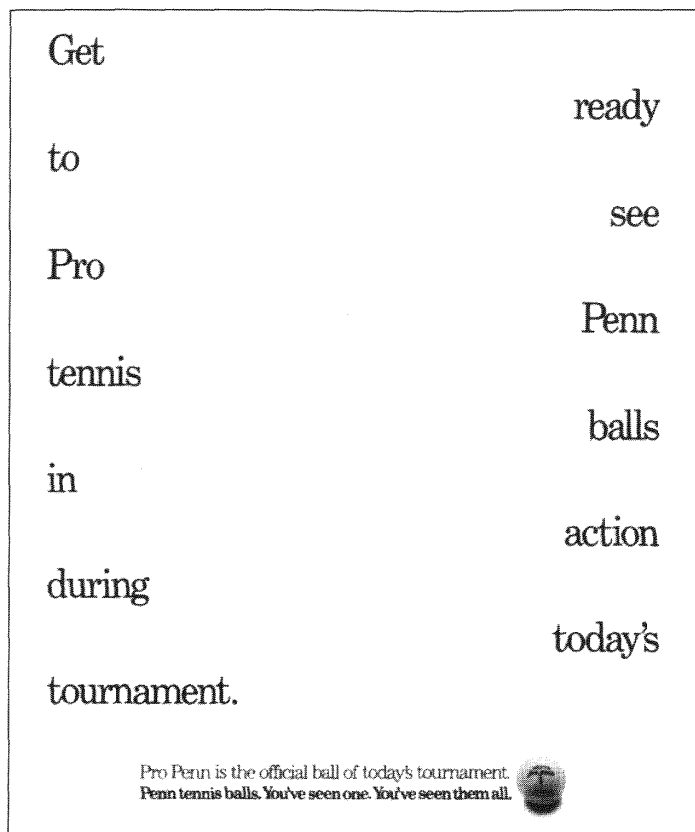 Get
ready
to
see
Pro
Penn
tennis
balls
in
action
during
today's
tournament.
Pro Penn is the official ball of today's tournament.
Penn tennis balls. You've seen one. You've seen them all.